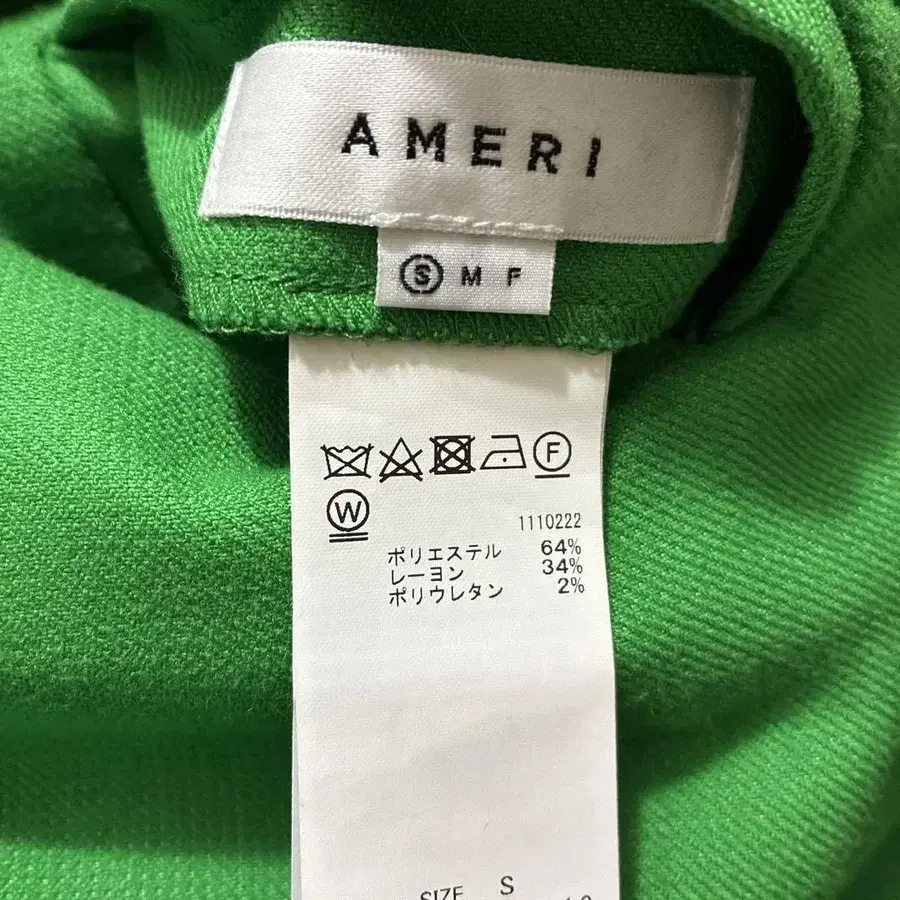 AMERI
S M F
F
W
1110222
ポリエステル 64%
レーヨン 34%
ポリウレタン 2%
SIZE S